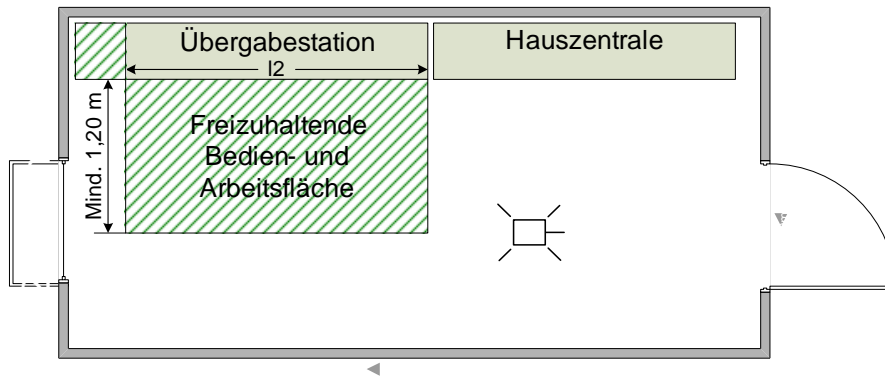 Übergabestation
Hauszentrale
l2
Mind. 1,20 m
Freizuhaltende
Bedien- und
Arbeitsfläche